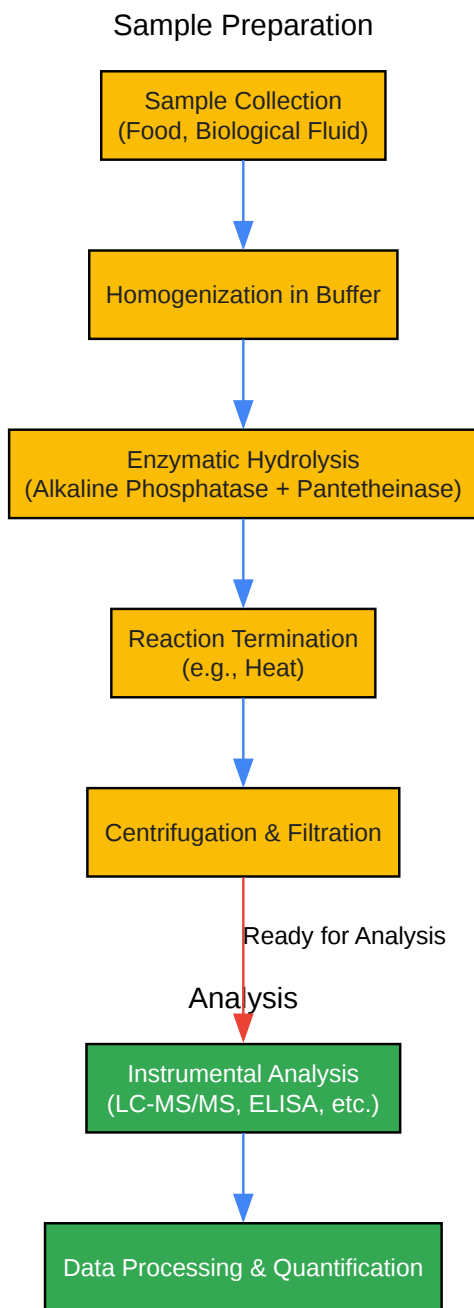 Sample Preparation
Sample Collection
(Food, Biological Fluid)
Homogenization in Buffer
Enzymatic Hydrolysis
(Alkaline Phosphatase + Pantetheinase)
Reaction Termination
(e.g., Heat)
Centrifugation & Filtration
Ready for Analysis
Analysis
Instrumental Analysis
(LC-MS/MS, ELISA, etc.)
Data Processing & Quantification